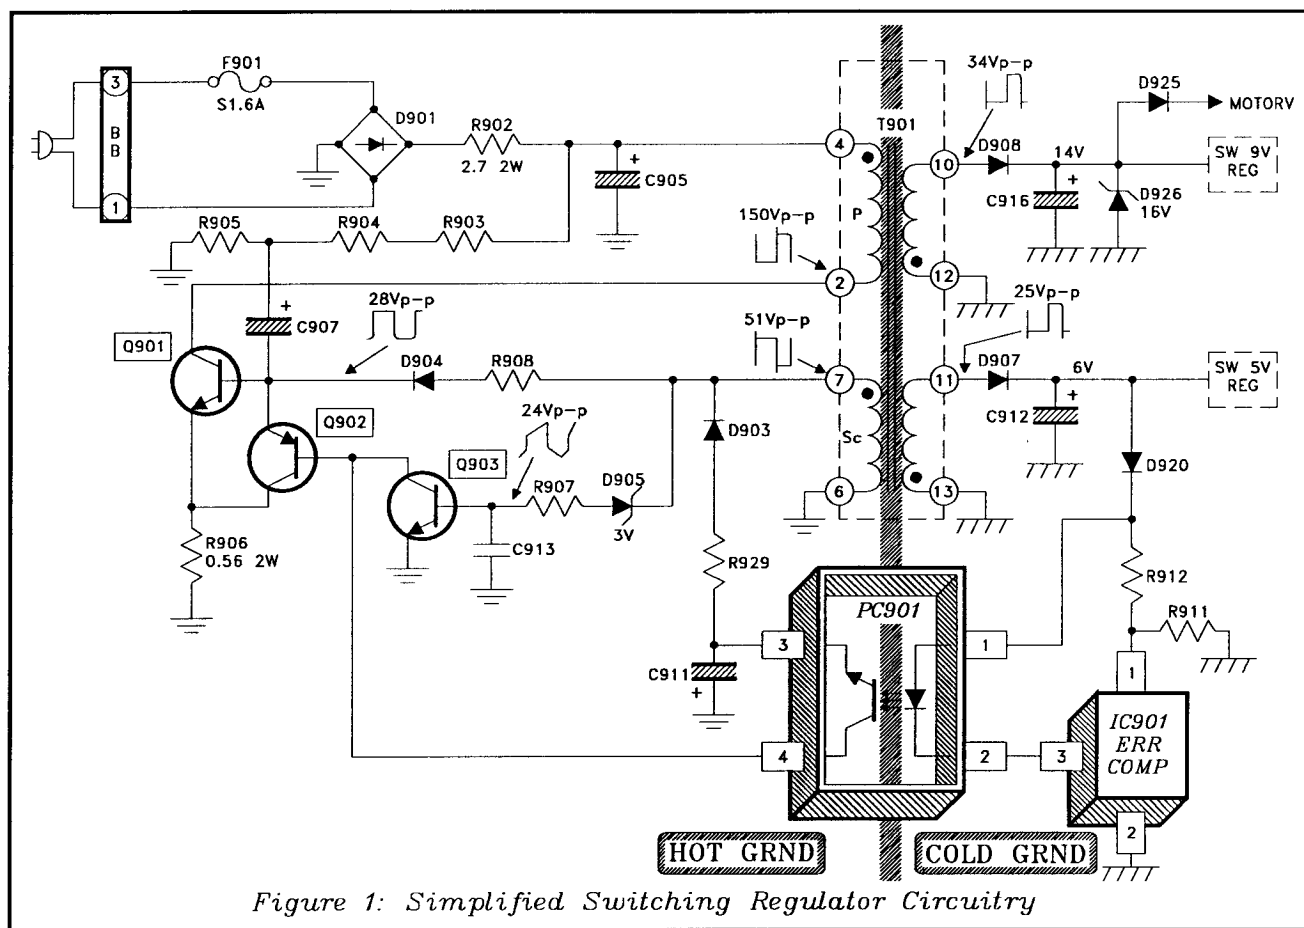 F901
S1.6A
3
B
B
1
D901
R902
2.7 2W
+
C905
R905
R904
R903
+
C907
28Vp-p
Q901
D904
R908
Q902
24Vp-p
Q903
R907
D905
3V
C913
R906
0.56 2W
D903
R929
C911
+
150Vp-p
51Vp-p
4
T901
P
2
7
Sc
6
10
12
11
13
34Vp-p
D908
14V
+
C916
D925
MOTORV
D926
16V
SW 9V
REG
25Vp-p
D907
6V
+
C912
SW 5V
REG
D920
R912
R911
PC901
3
4
1
2
1
IC901
ERR
COMP
3
2
HOT GRND
COLD GRND
Figure 1: Simplified Switching Regulator Circuitry